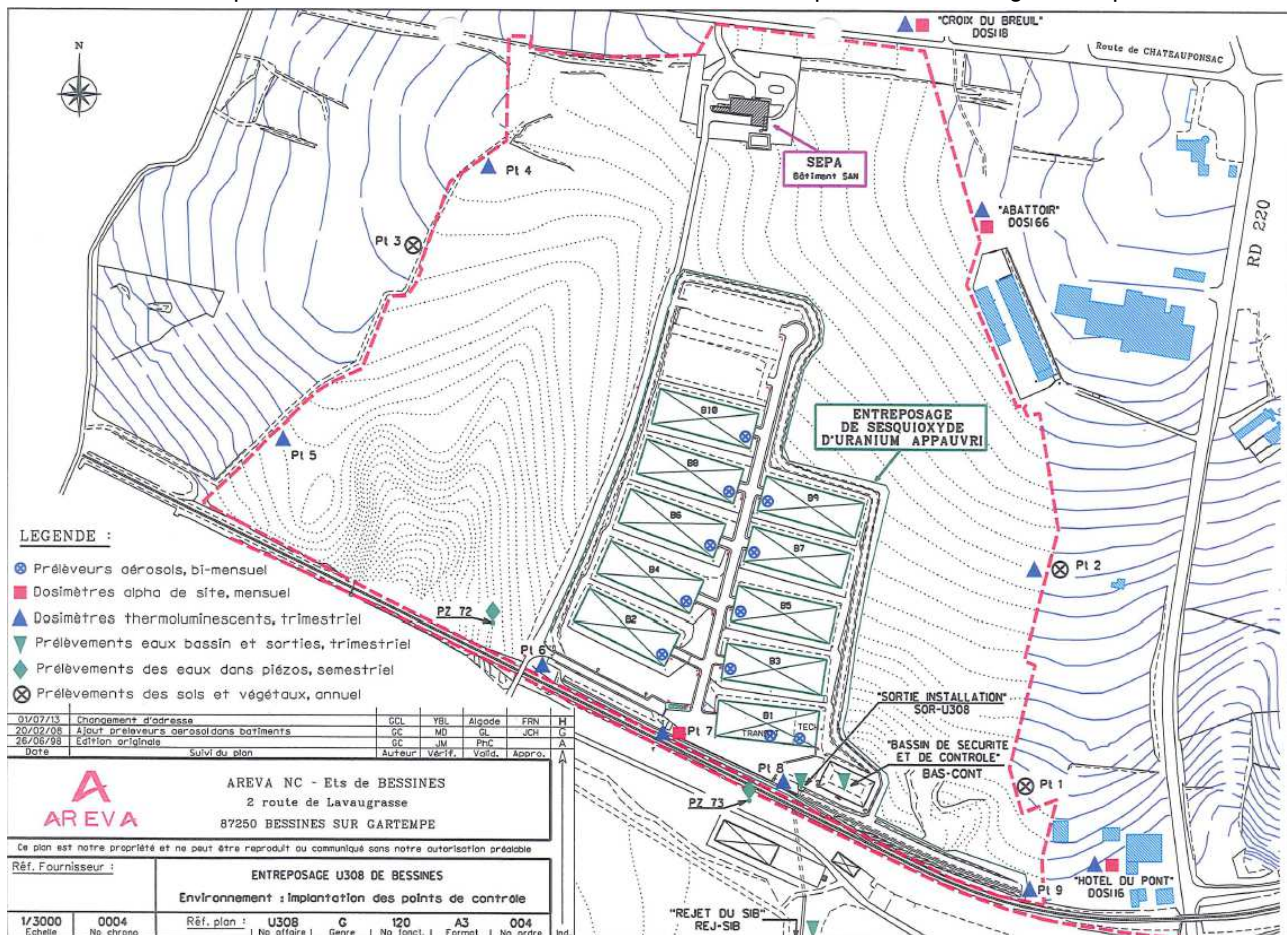 "CROIX DU BREUIL"
DOSI18
Route de CHATEAUPONSAC
N
SEPA
Bâtiment SAN
Pt 4
"ABATTOIR"
DOSI66
RD 220
Pt 3
B10
ENTREPOSAGE
DE SESQUIOXYDE
D'URANIUM APPAUVRI
Pt 5
B8
B9
B6
B7
B4
B5
B2
B3
Pt 2
LEGENDE :
Prélèveurs aérosols, bi-mensuel
Dosimètres alpha de site, mensuel
Dosimètres thermoluminescents, trimestriel
Prélèvements eaux bassin et sorties, trimestriel
Prélèvements des eaux dans piézos, semestriel
Prélèvements des sols et végétaux, annuel
PZ 72
Pt 6
"SORTIE INSTALLATION"
SOR-U308
B1
TRANSIT
TECH
Pt 7
"BASSIN DE SECURITE
ET DE CONTROLE"
BAS-CONT
Pt 8
Pt 1
PZ 73
"HOTEL DU PONT"
DOSI16
Pt 9
"REJET DU SIB"
REJ-SIB
01/07/13 Changement d'adresse GCL YBL Algade FRN H
20/02/08 Ajout preleveurs aerosol dans batiments GC MD GL JCH G
26/06/98 Edition originale GC JM PhC A
Date Suivi du plan Auteur Vérif. Valid. Appro.
AREVA
AREVA NC - Ets de BESSINES
2 route de Lavaugrasse
87250 BESSINES SUR GARTEMPE
Ce plan est notre propriété et ne peut être reproduit ou communiqué sans notre autorisation préalable
Réf. Fournisseur :
ENTREPOSAGE U308 DE BESSINES
Environnement : Implantation des points de contrôle
1/3000 0004 Réf. plan : U308 G 120 A3 004
Echelle No chrono No affaire Genre No fonct. Format No ordre Ind.